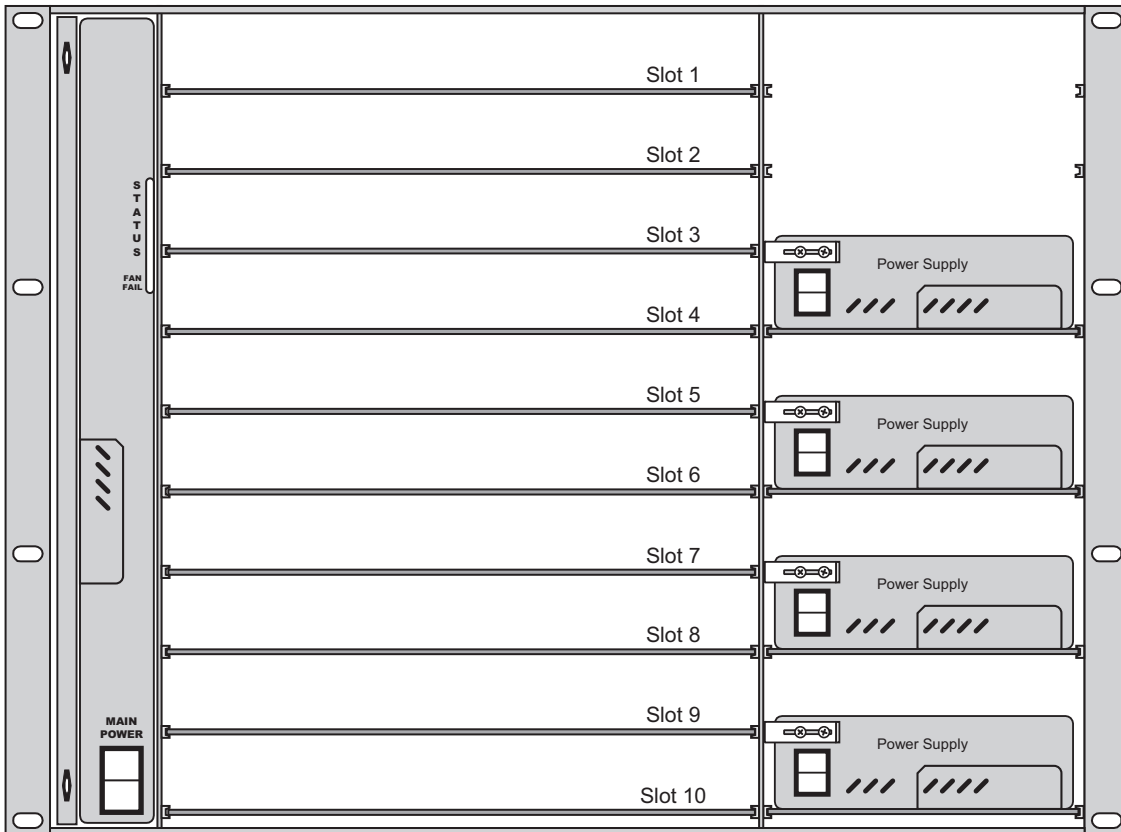 Slot 1
Slot 2
STATUS
FAN
FAIL
Slot 3
Power Supply
Slot 4
Slot 5
Power Supply
Slot 6
Slot 7
Power Supply
Slot 8
MAIN
POWER
Slot 9
Power Supply
Slot 10